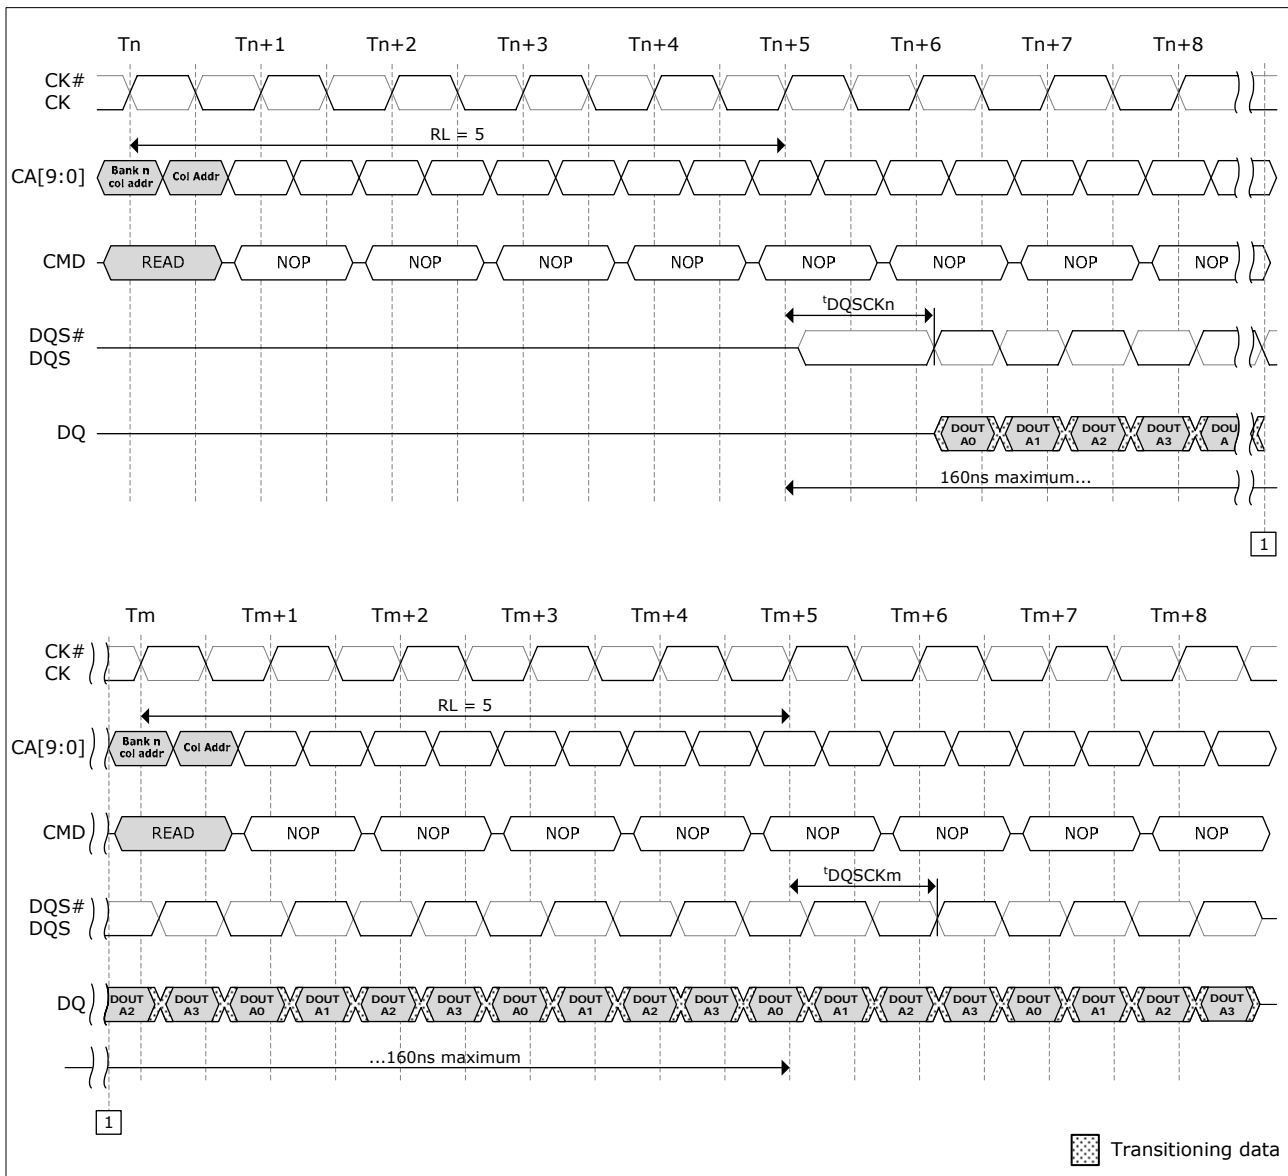 Tn Tn+1 Tn+2 Tn+3 Tn+4 Tn+5 Tn+6 Tn+7 Tn+8
CK#
CK
RL = 5
CA[9:0]
Bank n
col addr
Col Addr
CMD READ NOP NOP NOP NOP NOP NOP NOP NOP
tDQSCKn
DQS#
DQS
DQ
DOUT A0
DOUT A1
DOUT A2
DOUT A3
DOU
A
160ns maximum...
1
Tm Tm+1 Tm+2 Tm+3 Tm+4 Tm+5 Tm+6 Tm+7 Tm+8
CK#
CK
RL = 5
CA[9:0]
Bank n
col addr
Col Addr
CMD READ NOP NOP NOP NOP NOP NOP NOP NOP
tDQSCKm
DQS#
DQS
DQ
DOUT A2
DOUT A3
DOUT A0
DOUT A1
DOUT A2
DOUT A3
DOUT A0
DOUT A1
DOUT A2
DOUT A3
DOUT A0
DOUT A1
DOUT A2
DOUT A3
DOUT A0
DOUT A1
DOUT A2
DOUT A3
...160ns maximum
1
Transitioning data